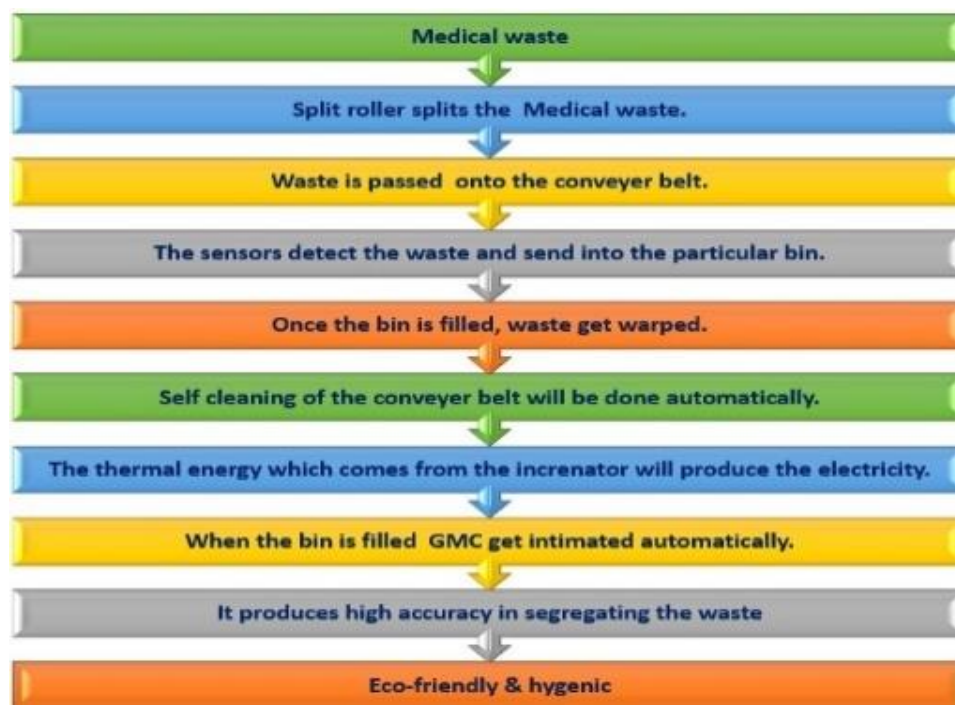 Medical waste
Split roller splits the Medical waste.
Waste is passed onto the conveyer belt.
The sensors detect the waste and send into the particular bin.
Once the bin is filled, waste get warped.
Self cleaning of the conveyer belt will be done automatically.
The thermal energy which comes from the increnator will produce the electricity.
When the bin is filled GMC get intimated automatically.
It produces high accuracy in segregating the waste
Eco-friendly & hygenic